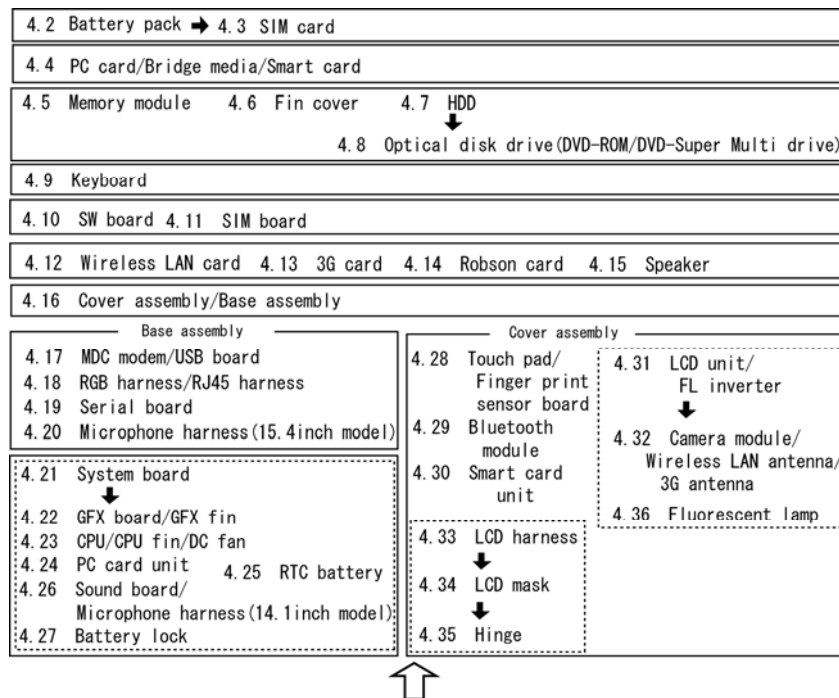 4.2 Battery pack ➡ 4.3 SIM card
4.4 PC card/Bridge media/Smart card
4.5 Memory module 4.6 Fin cover 4.7 HDD
4.8 Optical disk drive(DVD-ROM/DVD-Super Multi drive)
4.9 Keyboard
4.10 SW board 4.11 SIM board
4.12 Wireless LAN card 4.13 3G card 4.14 Robson card 4.15 Speaker
4.16 Cover assembly/Base assembly
Base assembly
4.17 MDC modem/USB board
4.18 RGB harness/RJ45 harness
4.19 Serial board
4.20 Microphone harness(15.4inch model)
4.21 System board
4.22 GFX board/GFX fin
4.23 CPU/CPU fin/DC fan
4.24 PC card unit
4.25 RTC battery
4.26 Sound board/
Microphone harness(14.1inch model)
4.27 Battery lock
Cover assembly
4.28 Touch pad/
Finger print
sensor board
4.29 Bluetooth
module
4.30 Smart card
unit
4.33 LCD harness
4.34 LCD mask
4.35 Hinge
4.31 LCD unit/
FL inverter
4.32 Camera module/
Wireless LAN antenna/
3G antenna
4.36 Fluorescent lamp